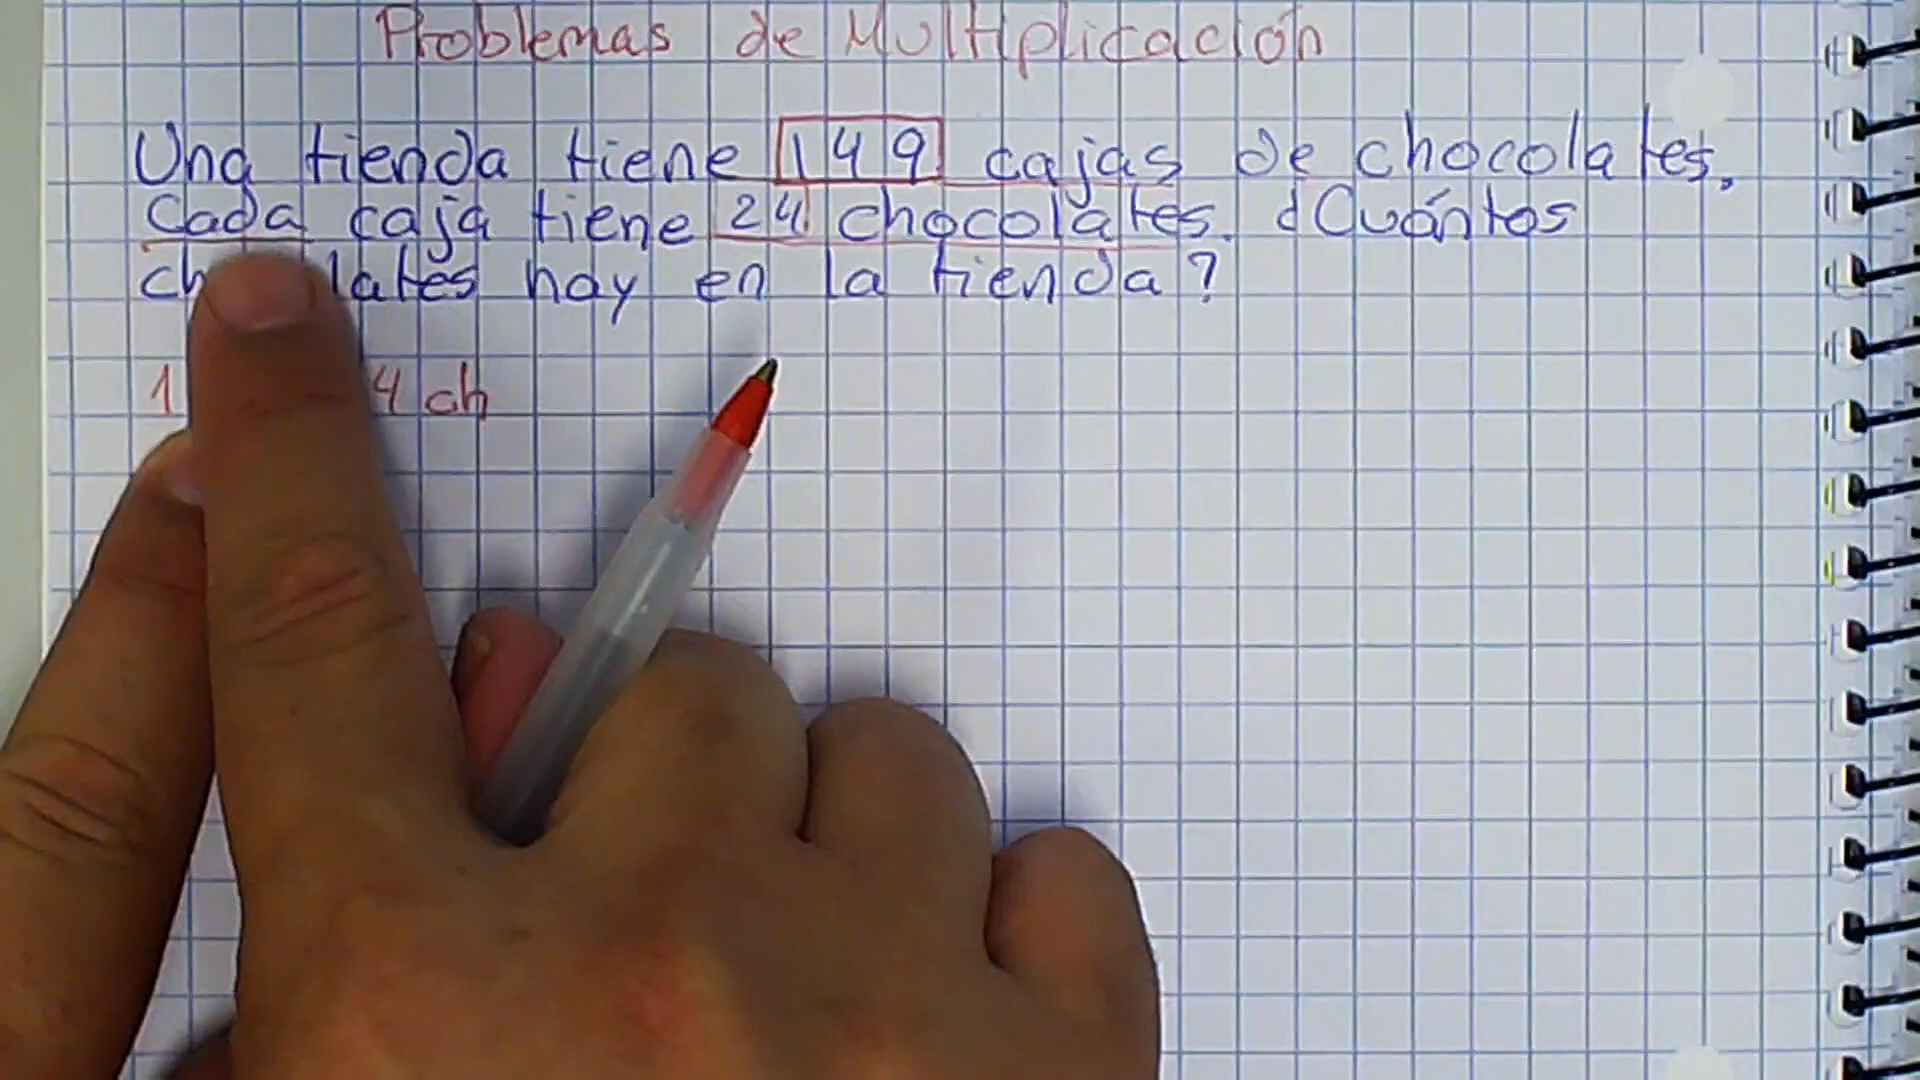 Problemas de Multiplicación
Una tienda tiene 149 cajas de chocolates.
Cada caja tiene 24 chocolates. ¿Cuántos
lates hay en la tienda?
1 4 ch